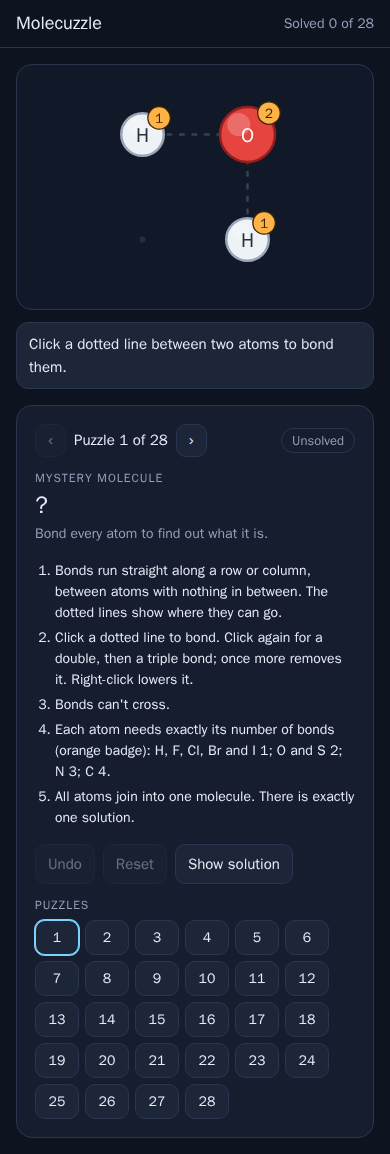 Molecuzzle
Solved 0 of 28
H 1
O 2
H 1
Click a dotted line between two atoms to bond
them.
‹ Puzzle 1 of 28 ›
Unsolved
MYSTERY MOLECULE
?
Bond every atom to find out what it is.
1. Bonds run straight along a row or column,
between atoms with nothing in between. The
dotted lines show where they can go.
2. Click a dotted line to bond. Click again for a
double, then a triple bond; once more removes
it. Right-click lowers it.
3. Bonds can't cross.
4. Each atom needs exactly its number of bonds
(orange badge): H, F, Cl, Br and I 1; O and S 2;
N 3; C 4.
5. All atoms join into one molecule. There is exactly
one solution.
Undo Reset Show solution
PUZZLES
1 2 3 4 5 6
7 8 9 10 11 12
13 14 15 16 17 18
19 20 21 22 23 24
25 26 27 28